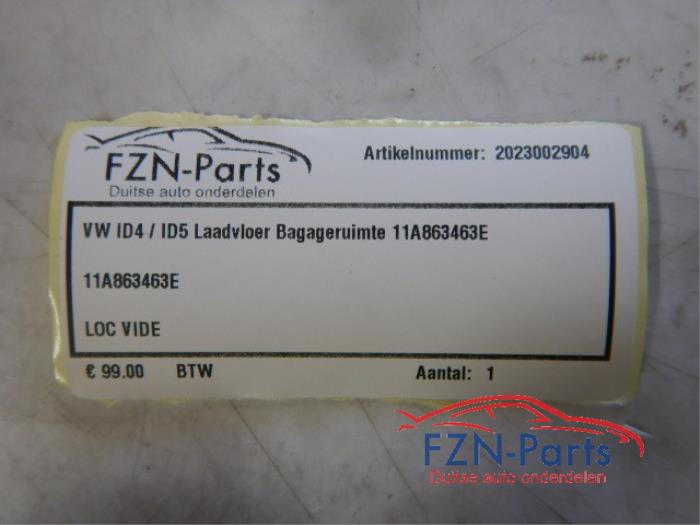 FZN-Parts
Duitse auto onderdelen
Artikelnummer: 2023002904
VW ID4 / ID5 Laadvloer Bagageruimte 11A863463E
11A863463E
LOC VIDE
€ 99.00 BTW Aantal: 1
FZN-Parts
Duitse auto onderdelen